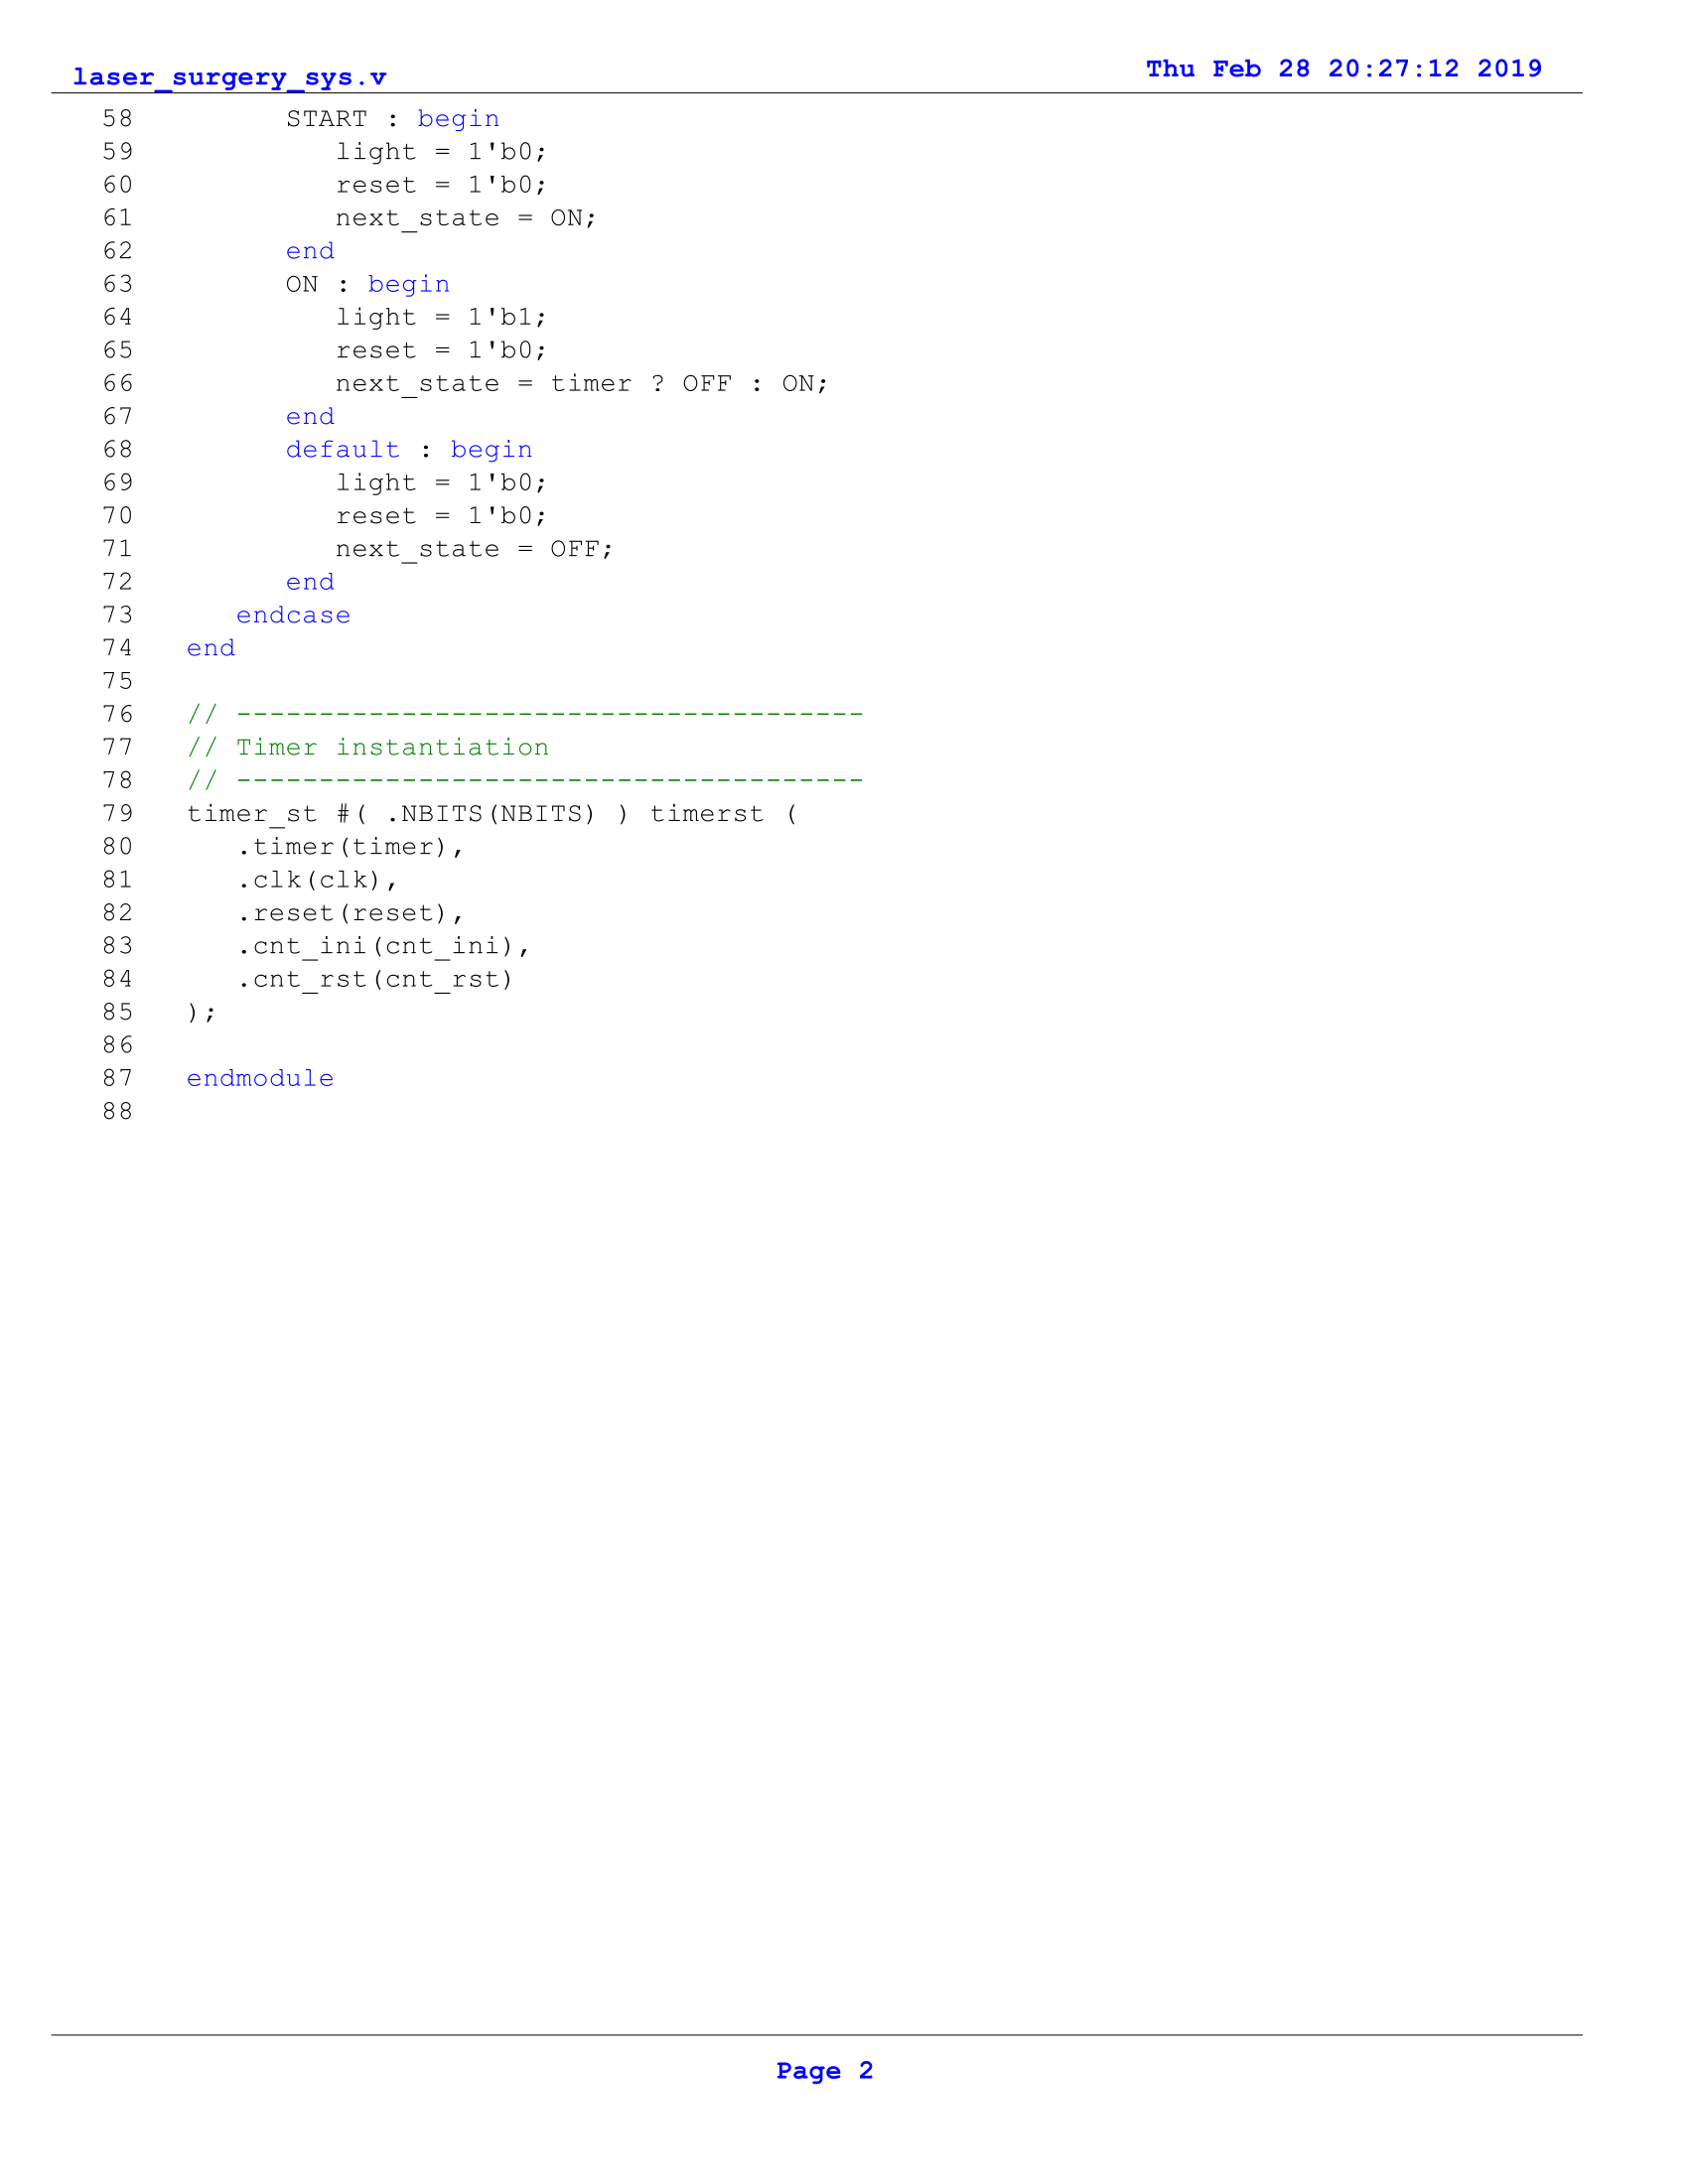 laser_surgery_sys.v
Thu Feb 28 20:27:12 2019
58         START : begin
59            light = 1'b0;
60            reset = 1'b0;
61            next_state = ON;
62         end
63         ON : begin
64            light = 1'b1;
65            reset = 1'b0;
66            next_state = timer ? OFF : ON;
67         end
68         default : begin
69            light = 1'b0;
70            reset = 1'b0;
71            next_state = OFF;
72         end
73      endcase
74   end
75
76   // --------------------------------------
77   // Timer instantiation
78   // --------------------------------------
79   timer_st #( .NBITS(NBITS) ) timerst (
80      .timer(timer),
81      .clk(clk),
82      .reset(reset),
83      .cnt_ini(cnt_ini),
84      .cnt_rst(cnt_rst)
85   );
86
87   endmodule
88
Page 2